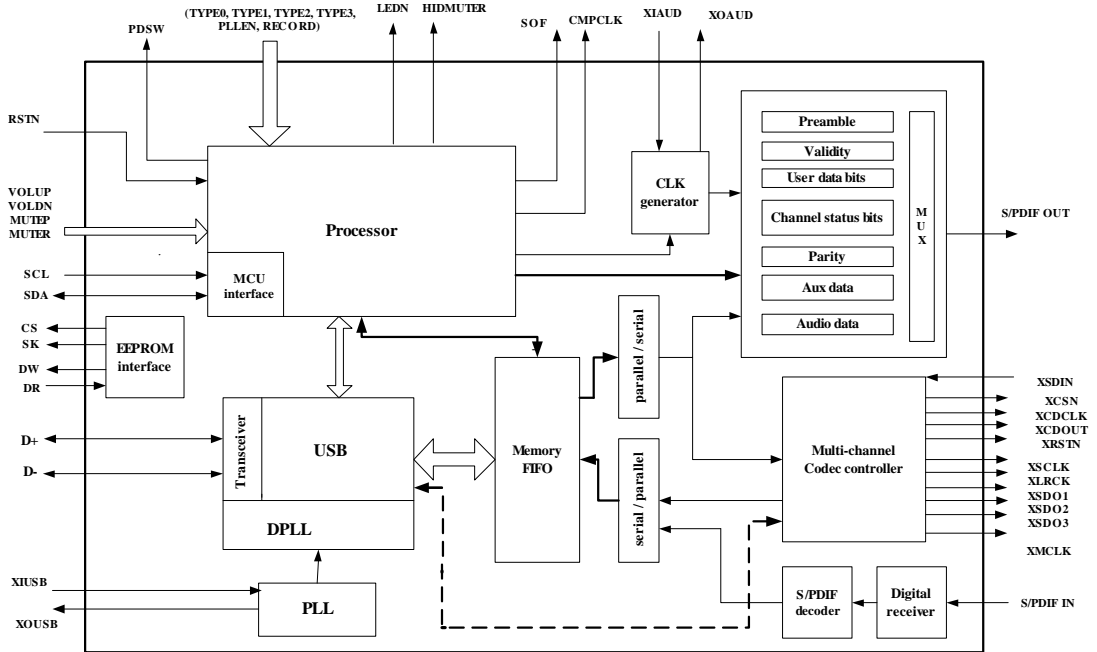 (TYPE0, TYPE1, TYPE2, TYPE3,
PLLEN, RECORD)
PDSW
LEDN
HIDMUTER
SOF
CMPCLK
XIAUD
XOAUD
RSTN
VOLUP
VOLDN
MUTEP
MUTER
SCL
SDA
CS
SK
DW
DR
D+
D-
XIUSB
XOUSB
Processor
MCU
interface
EEPROM
interface
Transceiver
USB
DPLL
PLL
Memory
FIFO
parallel / serial
serial / parallel
CLK
generator
Preamble
Validity
User data bits
Channel status bits
Parity
Aux data
Audio data
M
U
X
S/PDIF OUT
Multi-channel
Codec controller
XSDIN
XCSN
XCDCLK
XCDOUT
XRSTN
XSCLK
XLRCK
XSDO1
XSDO2
XSDO3
XMCLK
S/PDIF
decoder
Digital
receiver
S/PDIF IN